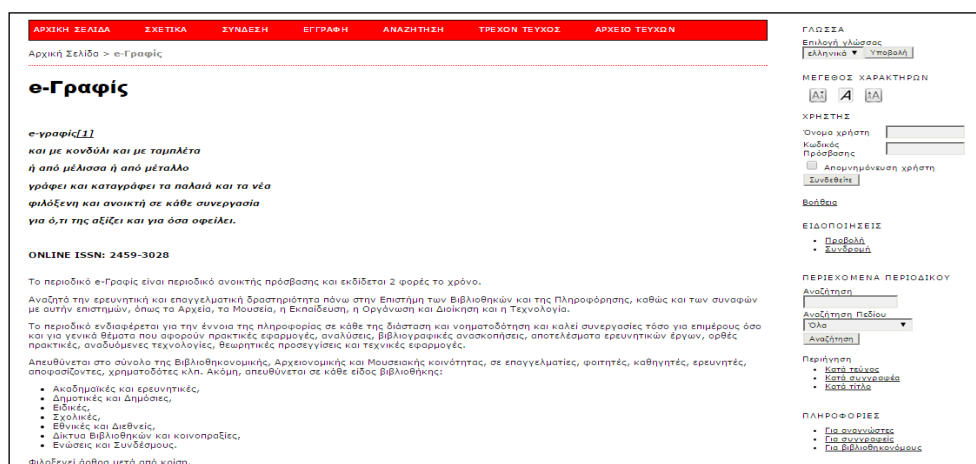 ΑΡΧΙΚΗ ΣΕΛΙΔΑ ΣΧΕΤΙΚΑ ΣΥΝΔΕΣΗ ΕΓΓΡΑΦΗ ΑΝΑΖΗΤΗΣΗ ΤΡΕΧΟΝ ΤΕΥΧΟΣ ΑΡΧΕΙΟ ΤΕΥΧΩΝ
Αρχική Σελίδα > e-Γραφίς
e-Γραφίς
e-γραφίς[1]
και με κονδύλι και με ταμπλέτα
ή από μέλισσα ή από μέταλλο
γράφει και καταγράφει τα παλαιά και τα νέα
φιλόξενη και ανοικτή σε κάθε συνεργασία
για ό,τι της αξίζει και για όσα οφείλει.
ONLINE ISSN: 2459-3028
Το περιοδικό e-Γραφίς είναι περιοδικό ανοικτής πρόσβασης και εκδίδεται 2 φορές το χρόνο.
Αναζητά την ερευνητική και επαγγελματική δραστηριότητα πάνω στην Επιστήμη των Βιβλιοθηκών και της Πληροφόρησης, καθώς και των συναφών
με αυτήν επιστημών, όπως τα Αρχεία, τα Μουσεία, η Εκπαίδευση, η Οργάνωση και Διοίκηση και η Τεχνολογία.
Το περιοδικό ενδιαφέρεται για την έννοια της πληροφορίας σε κάθε της διάσταση και νοηματοδότηση και καλεί συνεργασίες τόσο για επιμέρους όσο
και για γενικά θέματα που αφορούν πρακτικές εφαρμογές, αναλύσεις, βιβλιογραφικές ανασκοπήσεις, αποτελέσματα ερευνητικών έργων, ορθές
πρακτικές, αναδυόμενες τεχνολογίες, θεωρητικές προσεγγίσεις και τεχνικές εφαρμογές.
Απευθύνεται στο σύνολο της Βιβλιοθηκονομικής, Αρχειονομικής και Μουσειακής κοινότητας, σε επαγγελματίες, φοιτητές, καθηγητές, ερευνητές,
αποφασίζοντες, χρηματοδότες κλπ. Ακόμη, απευθύνεται σε κάθε είδος βιβλιοθήκης:
• Ακαδημαϊκές και ερευνητικές,
• Δημοτικές και Δημόσιες,
• Ειδικές,
• Σχολικές,
• Εθνικές και Διεθνείς,
• Δίκτυα Βιβλιοθηκών και κοινοπραξίες,
• Ενώσεις και Συνδέσμους.
Φιλοξενεί άρθρα μετά από κρίση.
ΓΛΩΣΣΑ
Επιλογή γλώσσας
ελληνικά Υποβολή
ΜΕΓΕΘΟΣ ΧΑΡΑΚΤΗΡΩΝ
A A A
ΧΡΗΣΤΗΣ
Όνομα χρήστη
Κωδικός
Πρόσβασης
Απομνημόνευση χρήστη
Συνδεθείτε
Βοήθεια
ΕΙΔΟΠΟΙΗΣΕΙΣ
• Προβολή
• Συνδρομή
ΠΕΡΙΕΧΟΜΕΝΑ ΠΕΡΙΟΔΙΚΟΥ
Αναζήτηση
Αναζήτηση Πεδίου
Όλα
Αναζήτηση
Περιήγηση
• Κατά τεύχος
• Κατά συγγραφέα
• Κατά τίτλο
ΠΛΗΡΟΦΟΡΙΕΣ
• Για αναγνώστες
• Για συγγραφείς
• Για βιβλιοθηκονόμους